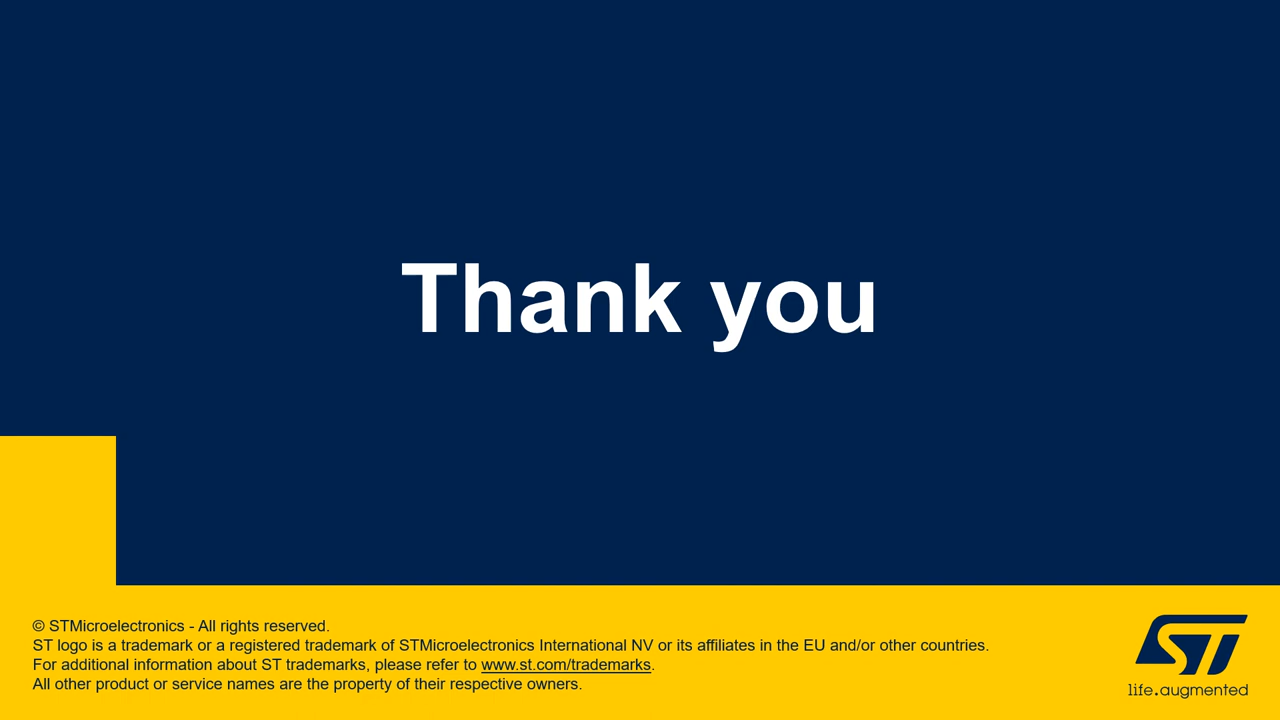 Thank you
© STMicroelectronics - All rights reserved.
ST logo is a trademark or a registered trademark of STMicroelectronics International NV or its affiliates in the EU and/or other countries.
For additional information about ST trademarks, please refer to www.st.com/trademarks.
All other product or service names are the property of their respective owners.
ST
life.augmented